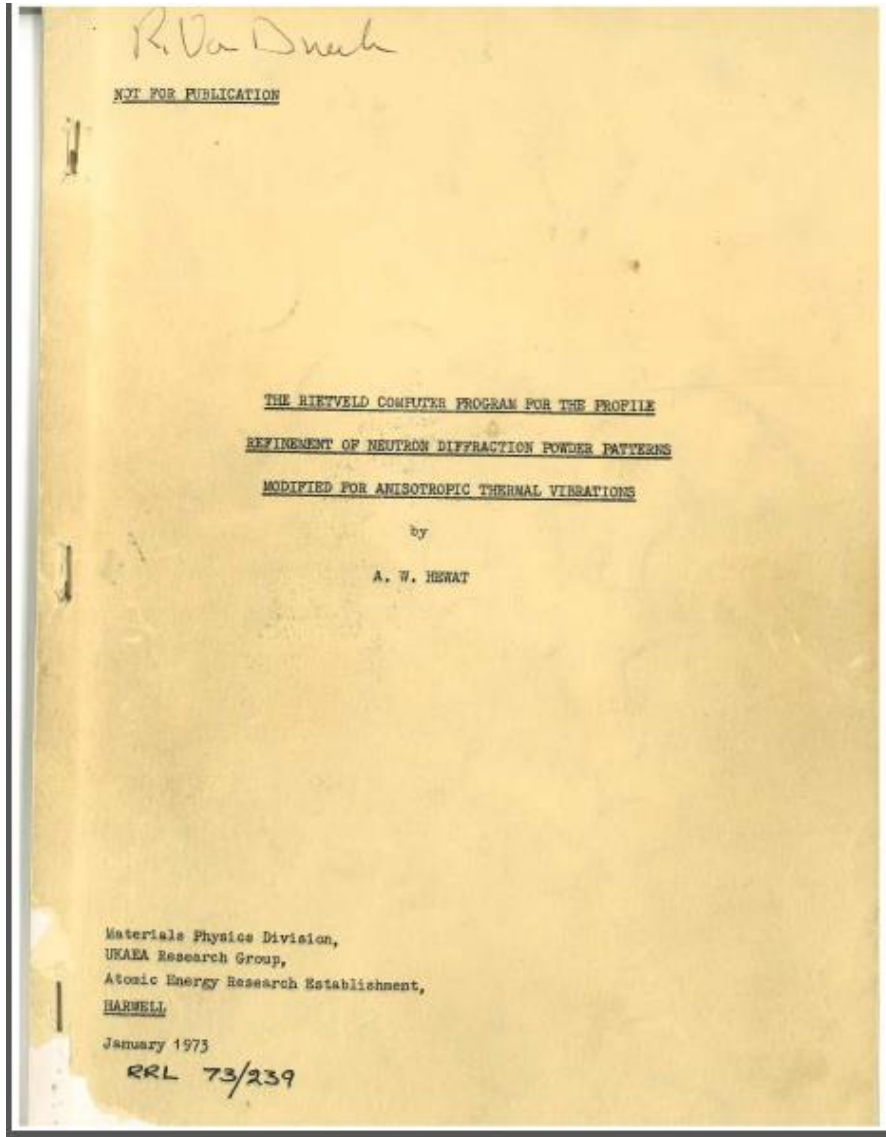 R. Van
NOT FOR PUBLICATION
THE RIETVELD COMPUTER PROGRAM FOR THE PROFILE
REFINEMENT OF NEUTRON DIFFRACTION POWDER PATTERNS
MODIFIED FOR ANISOTROPIC THERMAL VIBRATIONS
by
A. W. HEWAT
Materials Physics Division,
UKAEA Research Group,
Atomic Energy Research Establishment,
HARWELL
January 1973
RRL 73/239